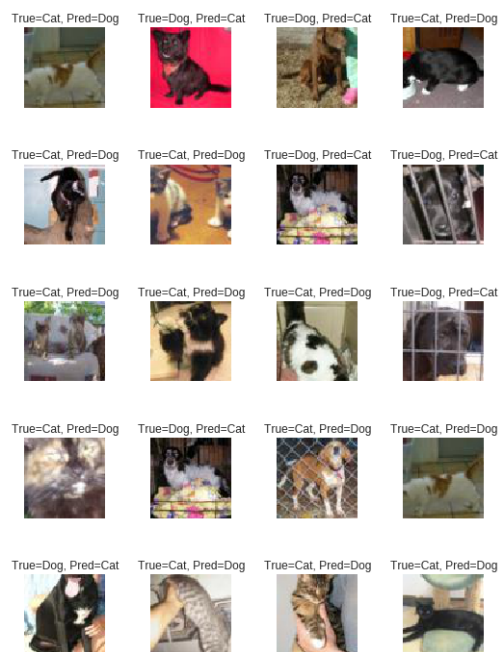 True=Cat, Pred=Dog True=Dog, Pred=Cat True=Dog, Pred=Cat True=Cat, Pred=Dog
True=Cat, Pred=Dog True=Cat, Pred=Dog True=Dog, Pred=Cat True=Dog, Pred=Cat
True=Cat, Pred=Dog True=Cat, Pred=Dog True=Cat, Pred=Dog True=Dog, Pred=Cat
True=Cat, Pred=Dog True=Dog, Pred=Cat True=Cat, Pred=Dog True=Cat, Pred=Dog
True=Dog, Pred=Cat True=Cat, Pred=Dog True=Cat, Pred=Dog True=Cat, Pred=Dog